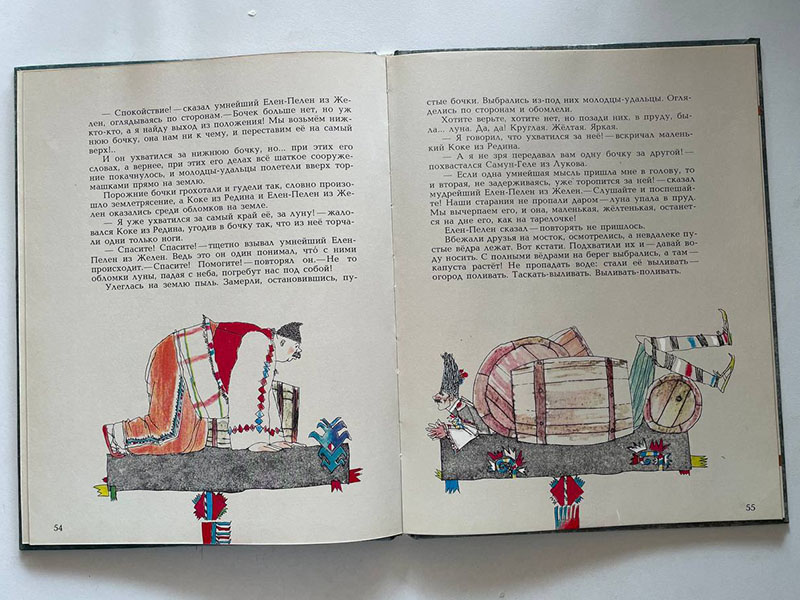 — Спокойствие! — сказал умнейший Елен-Пелен из Же-
лен, оглядываясь по сторонам. — Бочек больше нет, но уж
кто-кто, а я найду выход из положения! Мы возьмём ниж-
нюю бочку, она нам ни к чему, и переставим её на самый
верх!..
И он ухватился за нижнюю бочку, но... при этих его
словах, а вернее, при этих его делах всё шаткое сооруже-
ние покачнулось, и молодцы-удальцы полетели вверх тор-
машками прямо на землю.
Порожние бочки грохотали и гудели так, словно произо-
шло землетрясение, а Коке из Редина и Елен-Пелен из Же-
лен оказались среди обломков на земле.
— Я уже ухватился за самый край её, за луну! — жало-
вался Коке из Редина, угодив в бочку так, что из неё торча-
ли одни только ноги.
— Спасите! Спасите! — тщетно взывал умнейший Елен-
Пелен из Желен. Ведь это он один понимал, что́ с ними
происходит. — Спасите! Помогите! — повторял он. — Не то
обломки луны, падая с неба, погребут нас под собой!
Улеглась на землю пыль. Замерли, остановившись, пу-
54
стые бочки. Выбрались из-под них молодцы-удальцы. Огля-
делись по сторонам и обомлели.
Хотите верьте, хотите нет, но позади них, в пруду, бы-
ла... луна. Да, да! Круглая. Жёлтая. Яркая.
— Я говорил, что ухватился за неё! — вскричал малень-
кий Коке из Редина.
— А я не зря передавал вам одну бочку за другой! —
похвастался Самун-Геле из Лукова.
— Если одна умнейшая мысль пришла мне в голову, то
и вторая, не задерживаясь, уже торопится за ней! — сказал
мудрейший Елен-Пелен из Желен. — Слушайте и поспешай-
те! Наши старания не пропали даром — луна упала в пруд.
Мы вычерпаем его, и она, маленькая, жёлтенькая, останет-
ся на дне его, как на тарелочке!
Елен-Пелен сказал — повторять не пришлось.
Вбежали друзья на мосток, осмотрелись, а невдалеке пу-
стые вёдра лежат. Вот кстати. Подхватили их и — давай во-
ду носить. С полными вёдрами на берег выбрались, а там —
капуста растёт! Не пропадать воде: стали её выливать —
огород поливать. Таскать-выливать. Выливать-поливать.
55